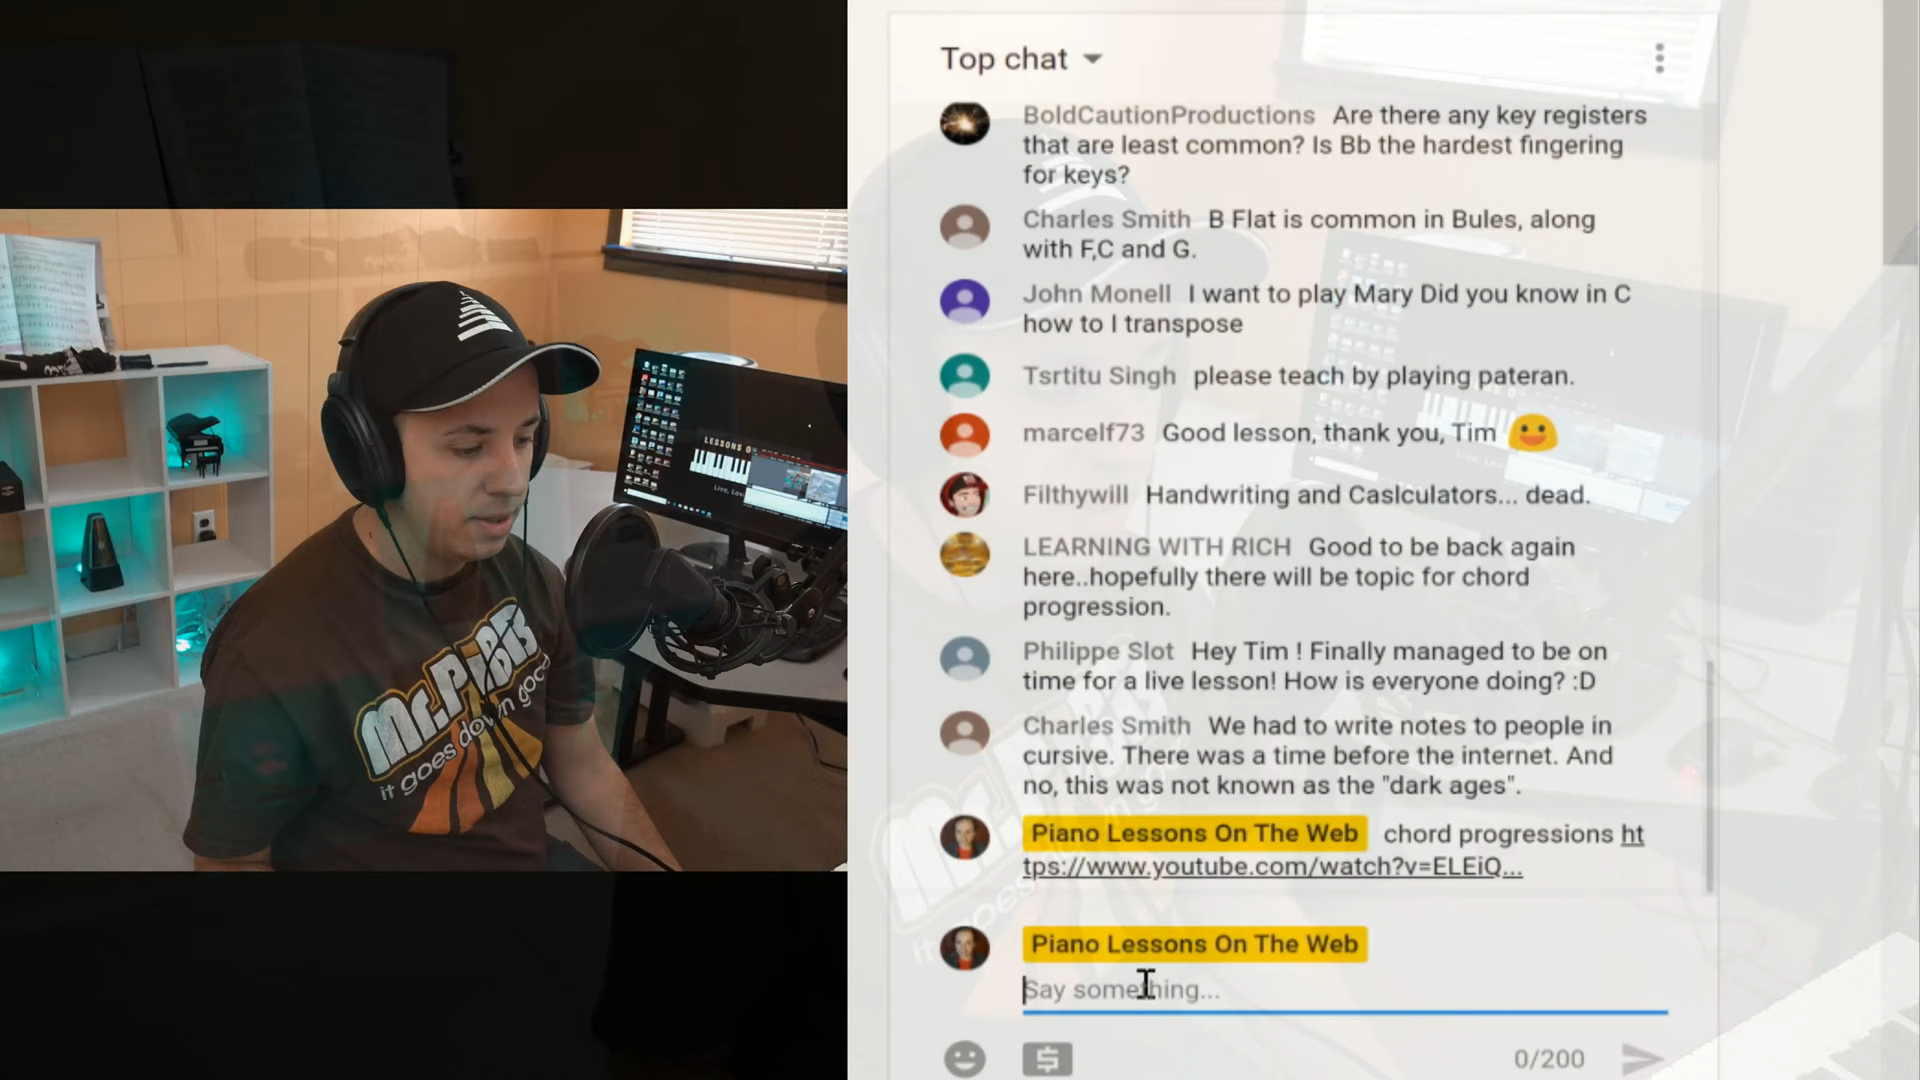 Top chat
BoldCautionProductions Are there any key registers
that are least common? Is Bb the hardest fingering
for keys?
Charles Smith B Flat is common in Bules, along
with F,C and G.
John Monell I want to play Mary Did you know in C
how to I transpose
Tsrtitu Singh please teach by playing pateran.
marcelf73 Good lesson, thank you, Tim
Filthywill Handwriting and Caslculators... dead.
LEARNING WITH RICH Good to be back again
here..hopefully there will be topic for chord
progression.
Philippe Slot Hey Tim ! Finally managed to be on
time for a live lesson! How is everyone doing? :D
Charles Smith We had to write notes to people in
cursive. There was a time before the internet. And
no, this was not known as the "dark ages".
Piano Lessons On The Web chord progressions ht
tps://www.youtube.com/watch?v=ELEiQ...
Piano Lessons On The Web
Say something...
0/200
LESSONS O
Mr.
it goes down good